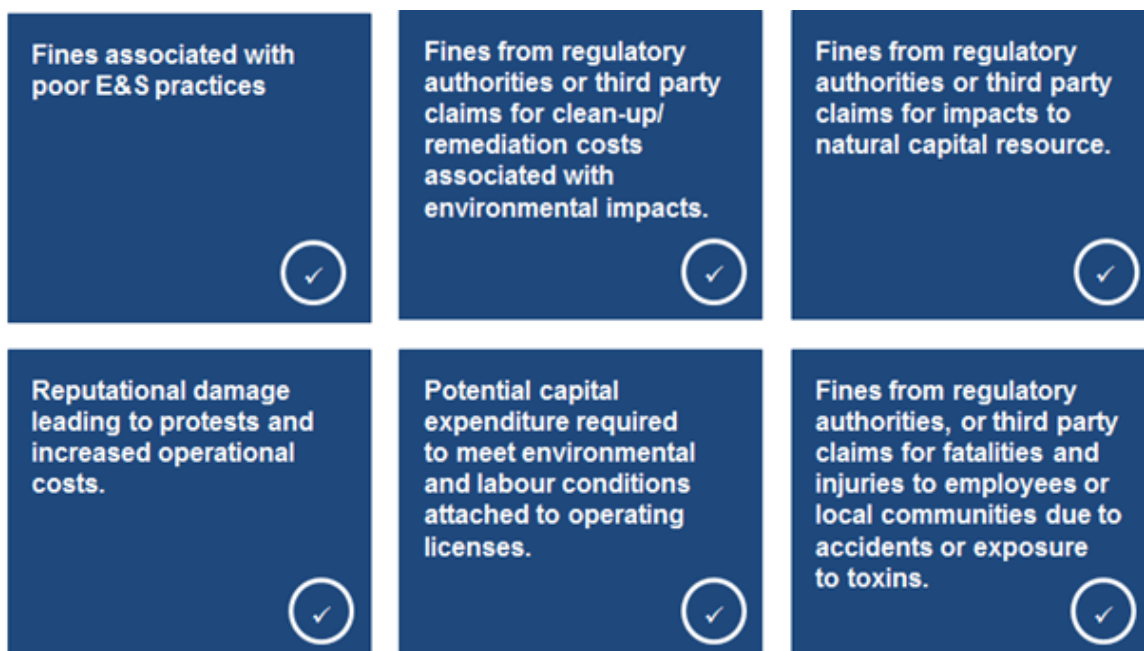 Fines associated with
poor E&S practices
Fines from regulatory
authorities or third party
claims for clean-up/
remediation costs
associated with
environmental impacts.
Fines from regulatory
authorities or third party
claims for impacts to
natural capital resource.
Reputational damage
leading to protests and
increased operational
costs.
Potential capital
expenditure required
to meet environmental
and labour conditions
attached to operating
licenses.
Fines from regulatory
authorities, or third party
claims for fatalities and
injuries to employees or
local communities due to
accidents or exposure
to toxins.